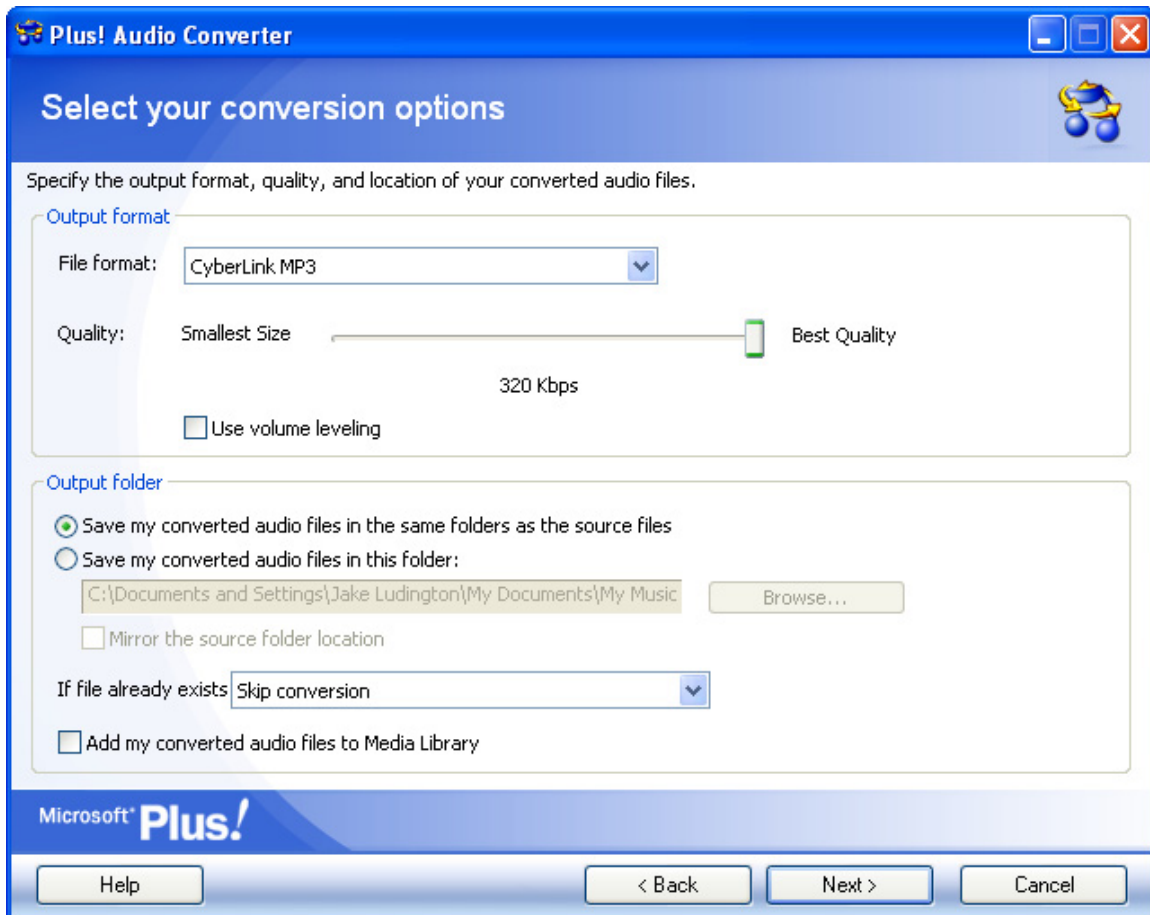 Plus! Audio Converter
Select your conversion options
Specify the output format, quality, and location of your converted audio files.
Output format
File format: CyberLink MP3
Quality: Smallest Size Best Quality
320 Kbps
Use volume leveling
Output folder
Save my converted audio files in the same folders as the source files
Save my converted audio files in this folder:
C:\Documents and Settings\Jake Ludington\My Documents\My Music Browse...
Mirror the source folder location
If file already exists Skip conversion
Add my converted audio files to Media Library
Microsoft® Plus!
Help < Back Next > Cancel